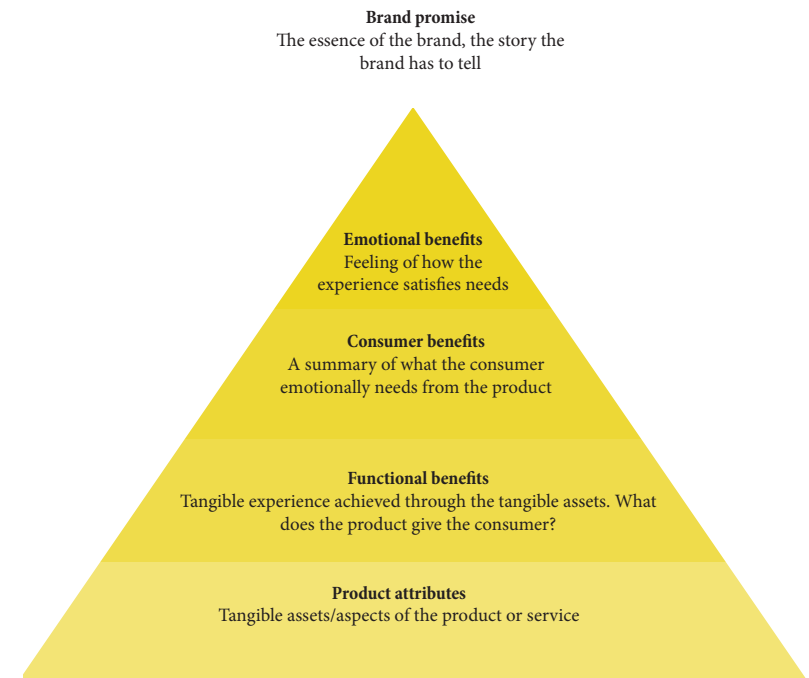 Brand promise
The essence of the brand, the story the
brand has to tell
Emotional benefits
Feeling of how the
experience satisfies needs
Consumer benefits
A summary of what the consumer
emotionally needs from the product
Functional benefits
Tangible experience achieved through the tangible assets. What
does the product give the consumer?
Product attributes
Tangible assets/aspects of the product or service